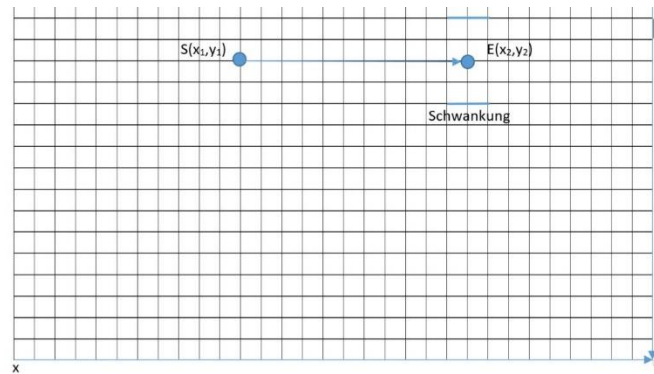 S(x₁,y₁)
E(x₂,y₂)
Schwankung
x